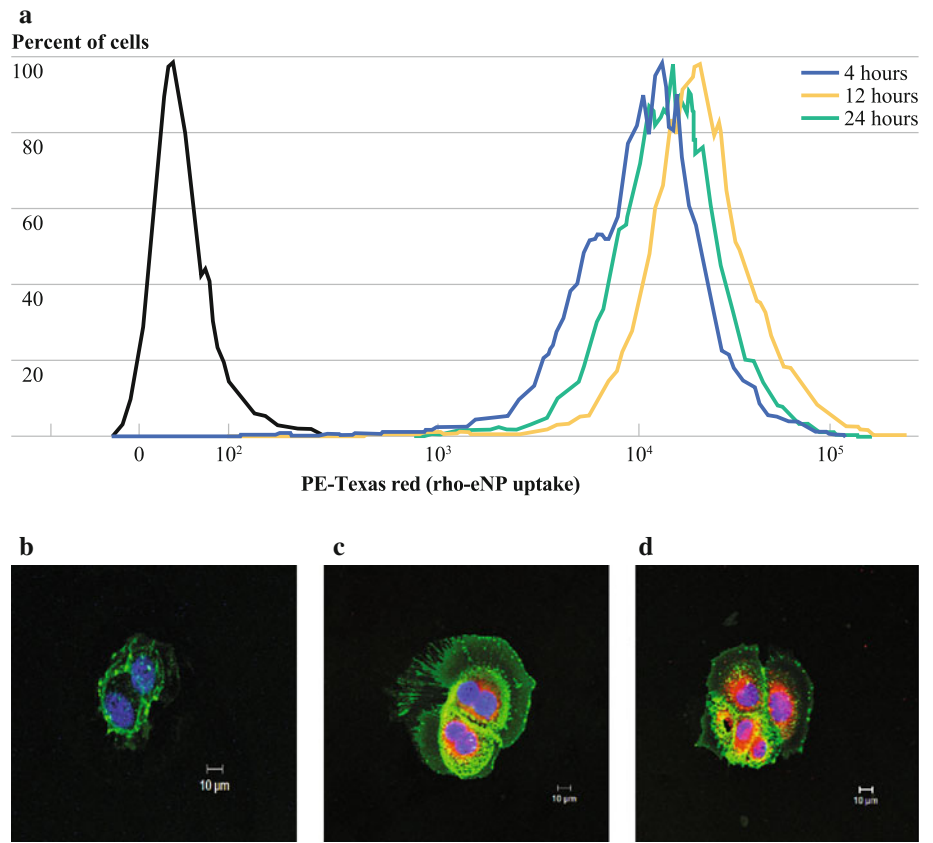 a
Percent of cells
100
80
60
40
20
4 hours
12 hours
24 hours
0 10² 10³ 10⁴ 10⁵
PE-Texas red (rho-eNP uptake)
b c d
10 µm 10 µm 10 µm